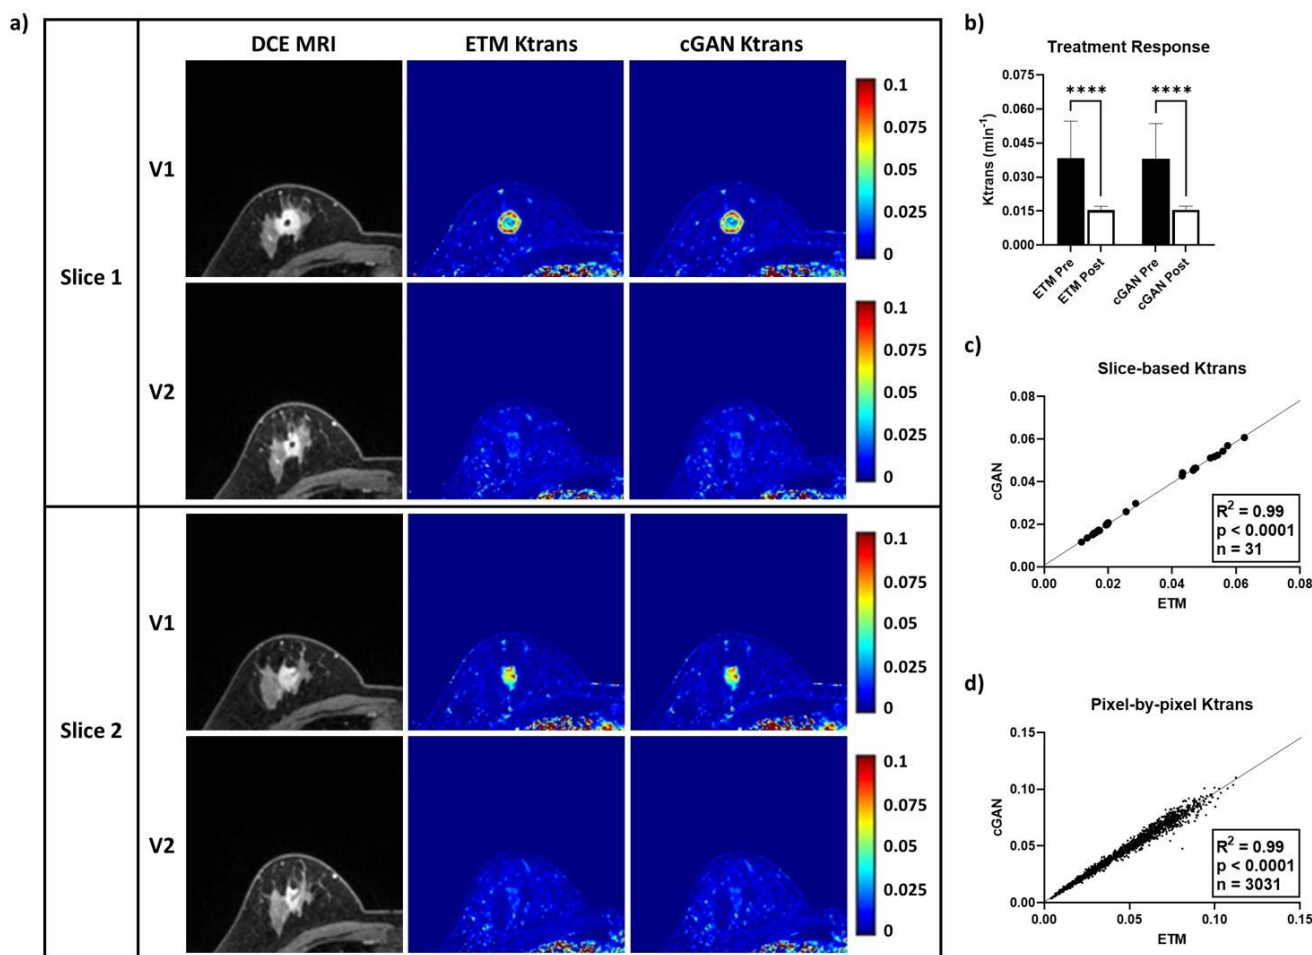 a)
DCE MRI ETM Ktrans cGAN Ktrans
Slice 1
V1
0.1
0.075
0.05
0.025
0
V2
0.1
0.075
0.05
0.025
0
Slice 2
V1
0.1
0.075
0.05
0.025
0
V2
0.1
0.075
0.05
0.025
0
b)
Treatment Response
Ktrans (min⁻¹)
0.075
0.060
0.045
0.030
0.015
0.000
**** ****
ETM Pre
ETM Post
cGAN Pre
cGAN Post
c)
Slice-based Ktrans
cGAN
0.08
0.06
0.04
0.02
0.00
R² = 0.99
p < 0.0001
n = 31
0.00 0.02 0.04 0.06 0.08
ETM
d)
Pixel-by-pixel Ktrans
cGAN
0.15
0.10
0.05
0.00
R² = 0.99
p < 0.0001
n = 3031
0.00 0.05 0.10 0.15
ETM